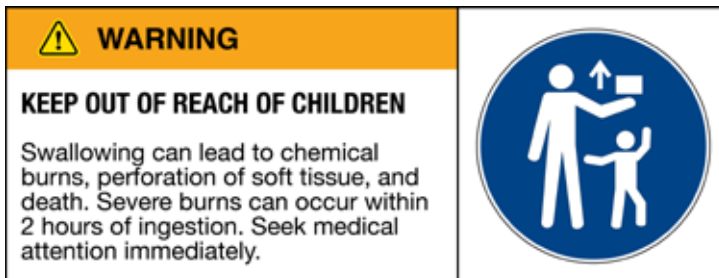 WARNING
KEEP OUT OF REACH OF CHILDREN
Swallowing can lead to chemical
burns, perforation of soft tissue, and
death. Severe burns can occur within
2 hours of ingestion. Seek medical
attention immediately.